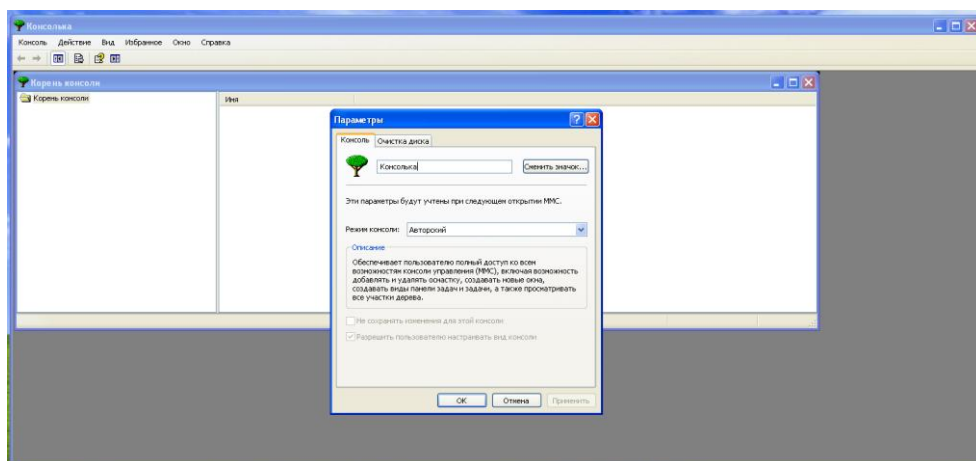 Консолька
Консоль Действие Вид Избранное Окно Справка
Корень консоли
Корень консоли
Имя
Параметры
Консоль Очистка диска
Консолька
Сменить значок...
Эти параметры будут учтены при следующем открытии MMC.
Режим консоли: Авторский
Описание
Обеспечивает пользователю полный доступ ко всем
возможностям консоли управления (MMC), включая возможность
добавлять и удалять оснастку, создавать новые окна,
создавать виды панели задач и задачи, а также просматривать
все участки дерева.
Не сохранять изменения для этой консоли
Разрешить пользователю настраивать вид консоли
ОК Отмена Применить